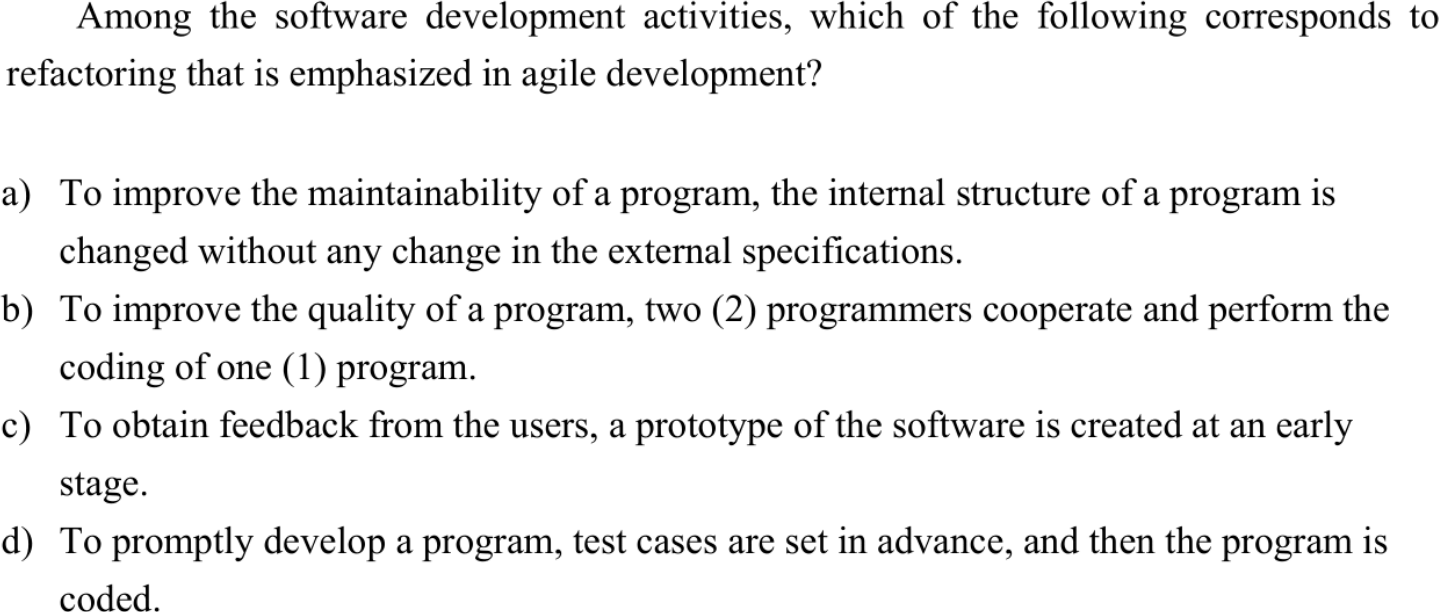 Among the software development activities, which of the following corresponds to
refactoring that is emphasized in agile development?
a) To improve the maintainability of a program, the internal structure of a program is
changed without any change in the external specifications.
b) To improve the quality of a program, two (2) programmers cooperate and perform the
coding of one (1) program.
c) To obtain feedback from the users, a prototype of the software is created at an early
stage.
d) To promptly develop a program, test cases are set in advance, and then the program is
coded.